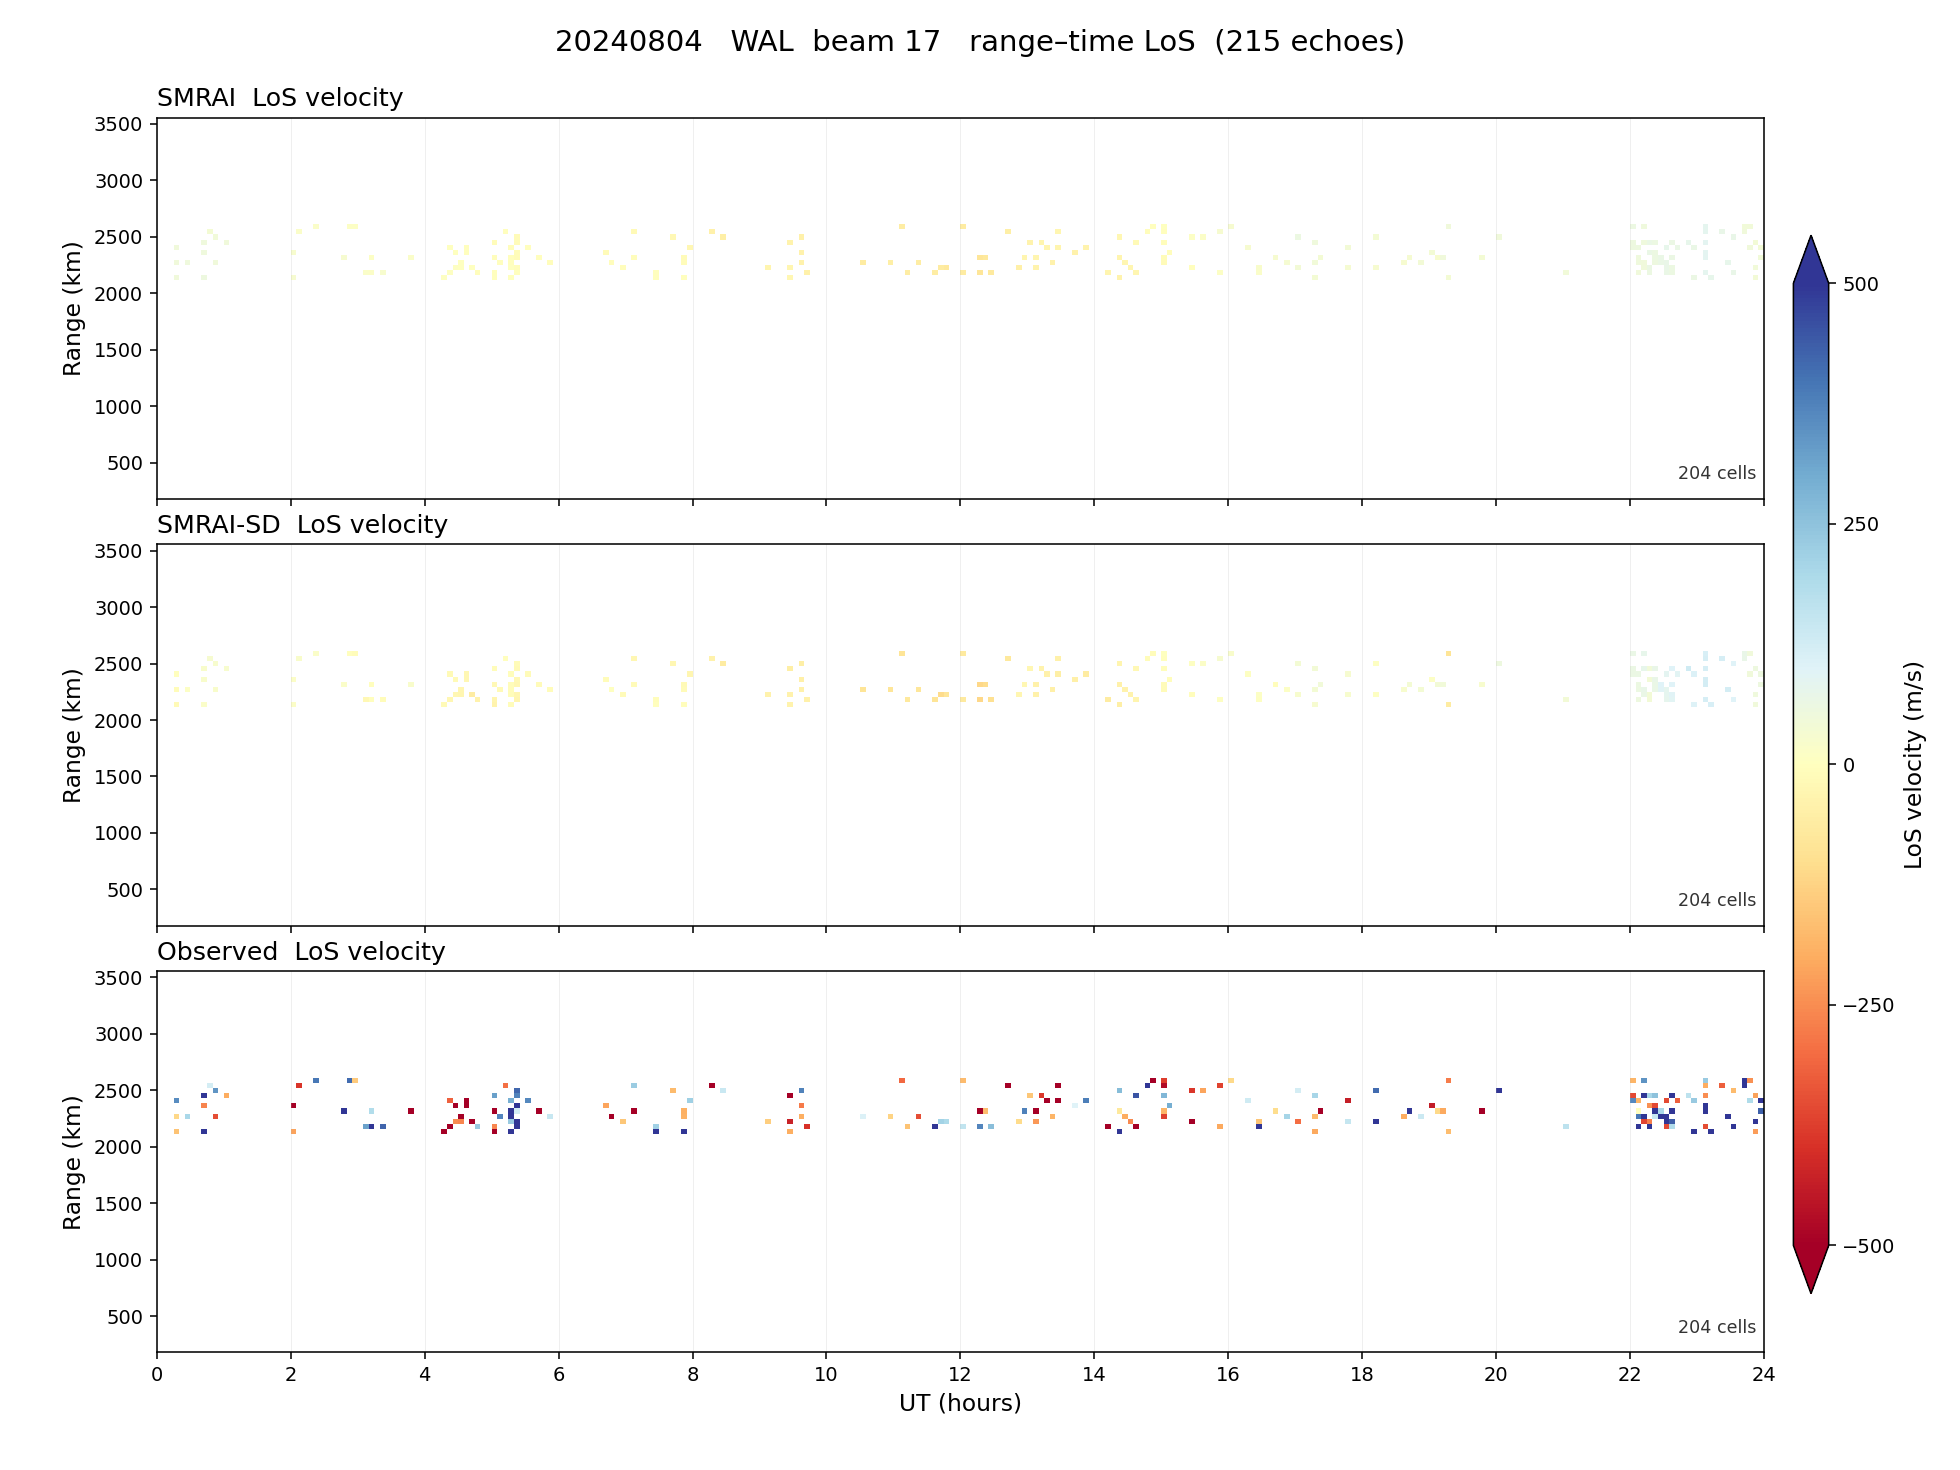 20240804   WAL  beam 17   range–time LoS  (215 echoes)
SMRAI  LoS velocity
3500
3000
2500
2000
1500
1000
500
Range (km)
204 cells
SMRAI-SD  LoS velocity
3500
3000
2500
2000
1500
1000
500
Range (km)
204 cells
Observed  LoS velocity
3500
3000
2500
2000
1500
1000
500
Range (km)
204 cells
0 2 4 6 8 10 12 14 16 18 20 22 24
UT (hours)
500
250
0
−250
−500
LoS velocity (m/s)